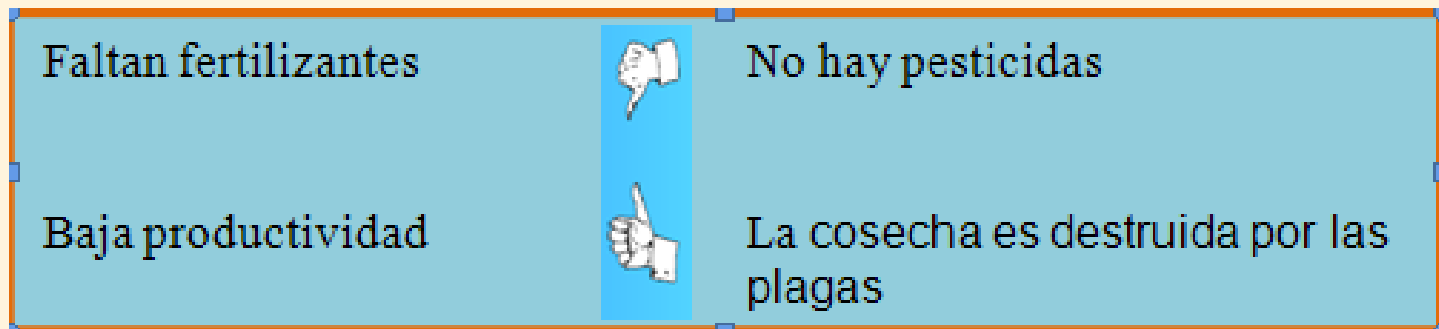 Faltan fertilizantes
No hay pesticidas
Baja productividad
La cosecha es destruida por las
plagas